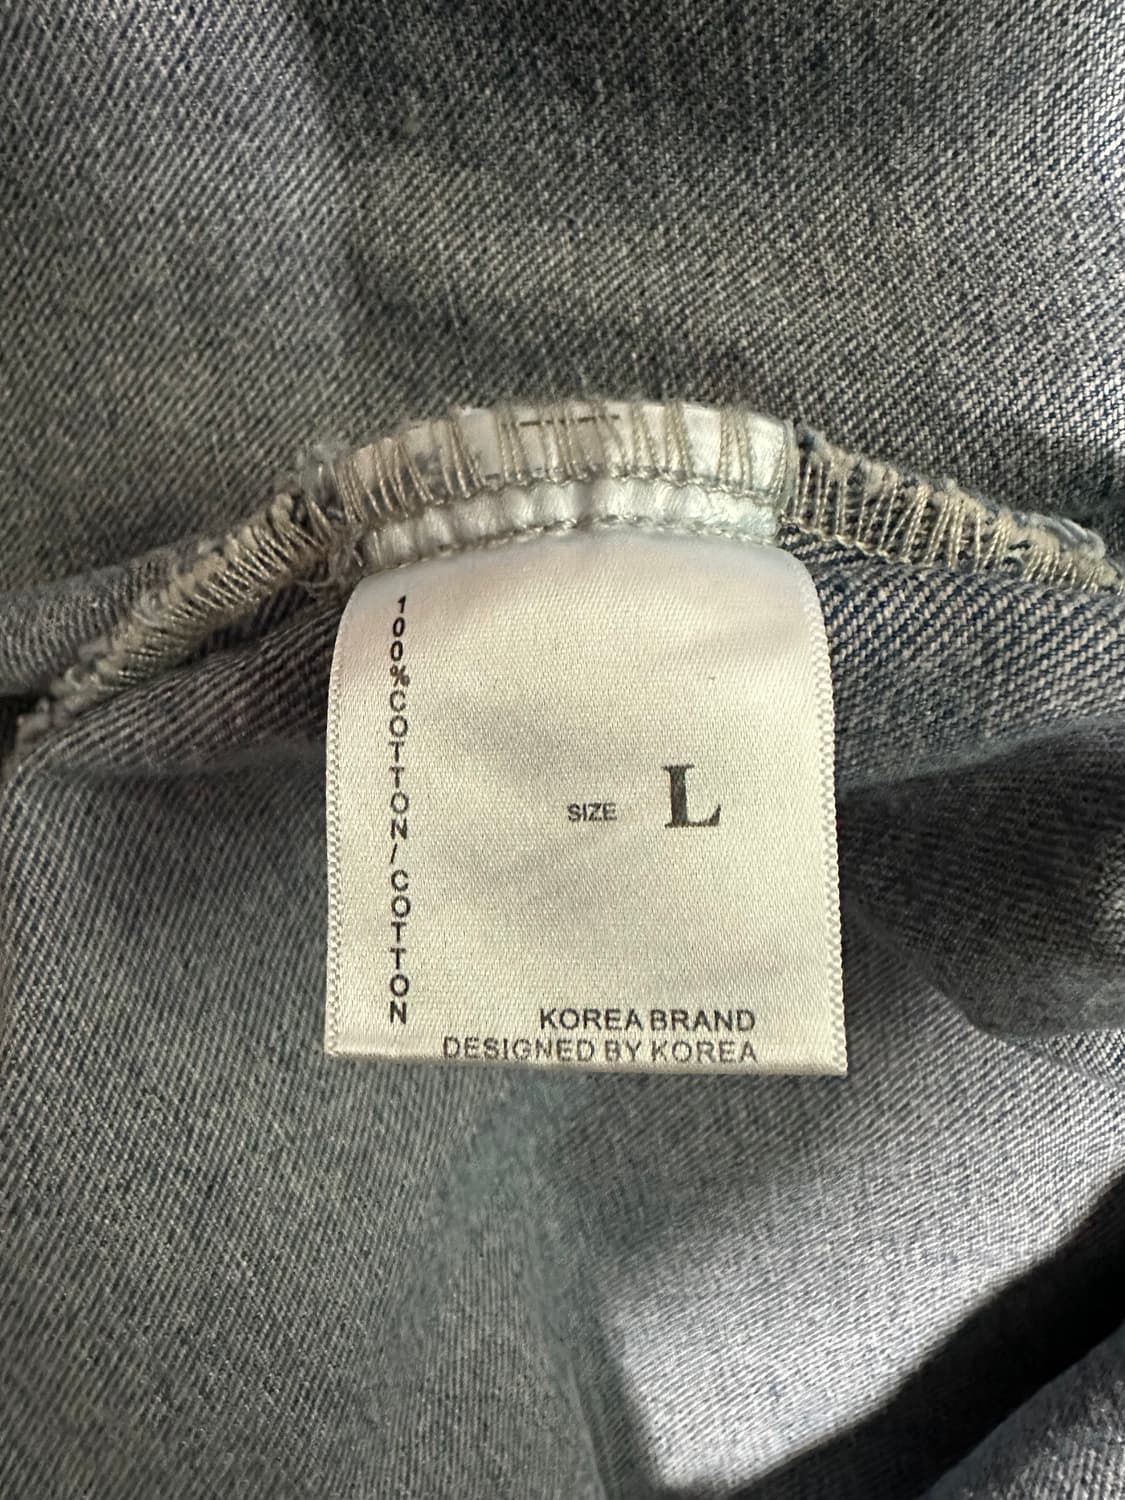 100%COTTON/COTTON
SIZE L
KOREA BRAND
DESIGNED BY KOREA